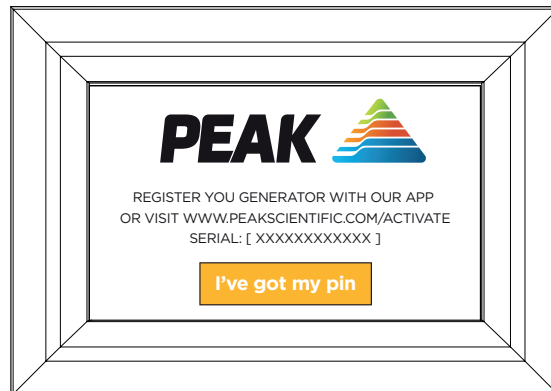 PEAK
REGISTER YOU GENERATOR WITH OUR APP
OR VISIT WWW.PEAKSCIENTIFIC.COM/ACTIVATE
SERIAL: [ XXXXXXXXXXXX ]
I've got my pin